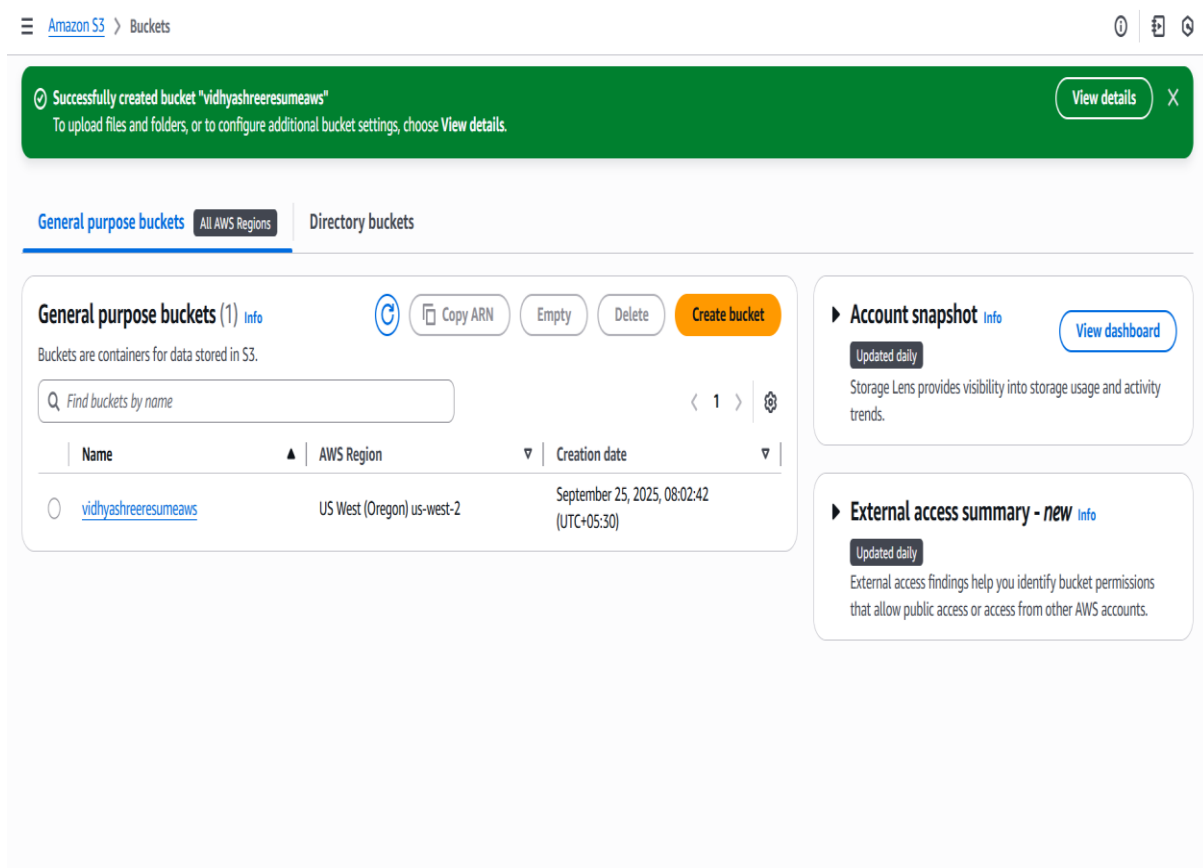 Amazon S3 > Buckets
Successfully created bucket "vidhyashreeresumeaws"
To upload files and folders, or to configure additional bucket settings, choose View details.
View details
General purpose buckets All AWS Regions Directory buckets
General purpose buckets (1) Info
Copy ARN Empty Delete Create bucket
Buckets are containers for data stored in S3.
Find buckets by name
1
Name AWS Region Creation date
vidhyashreeresumeaws US West (Oregon) us-west-2 September 25, 2025, 08:02:42
(UTC+05:30)
Account snapshot Info
View dashboard
Updated daily
Storage Lens provides visibility into storage usage and activity
trends.
External access summary - new Info
Updated daily
External access findings help you identify bucket permissions
that allow public access or access from other AWS accounts.